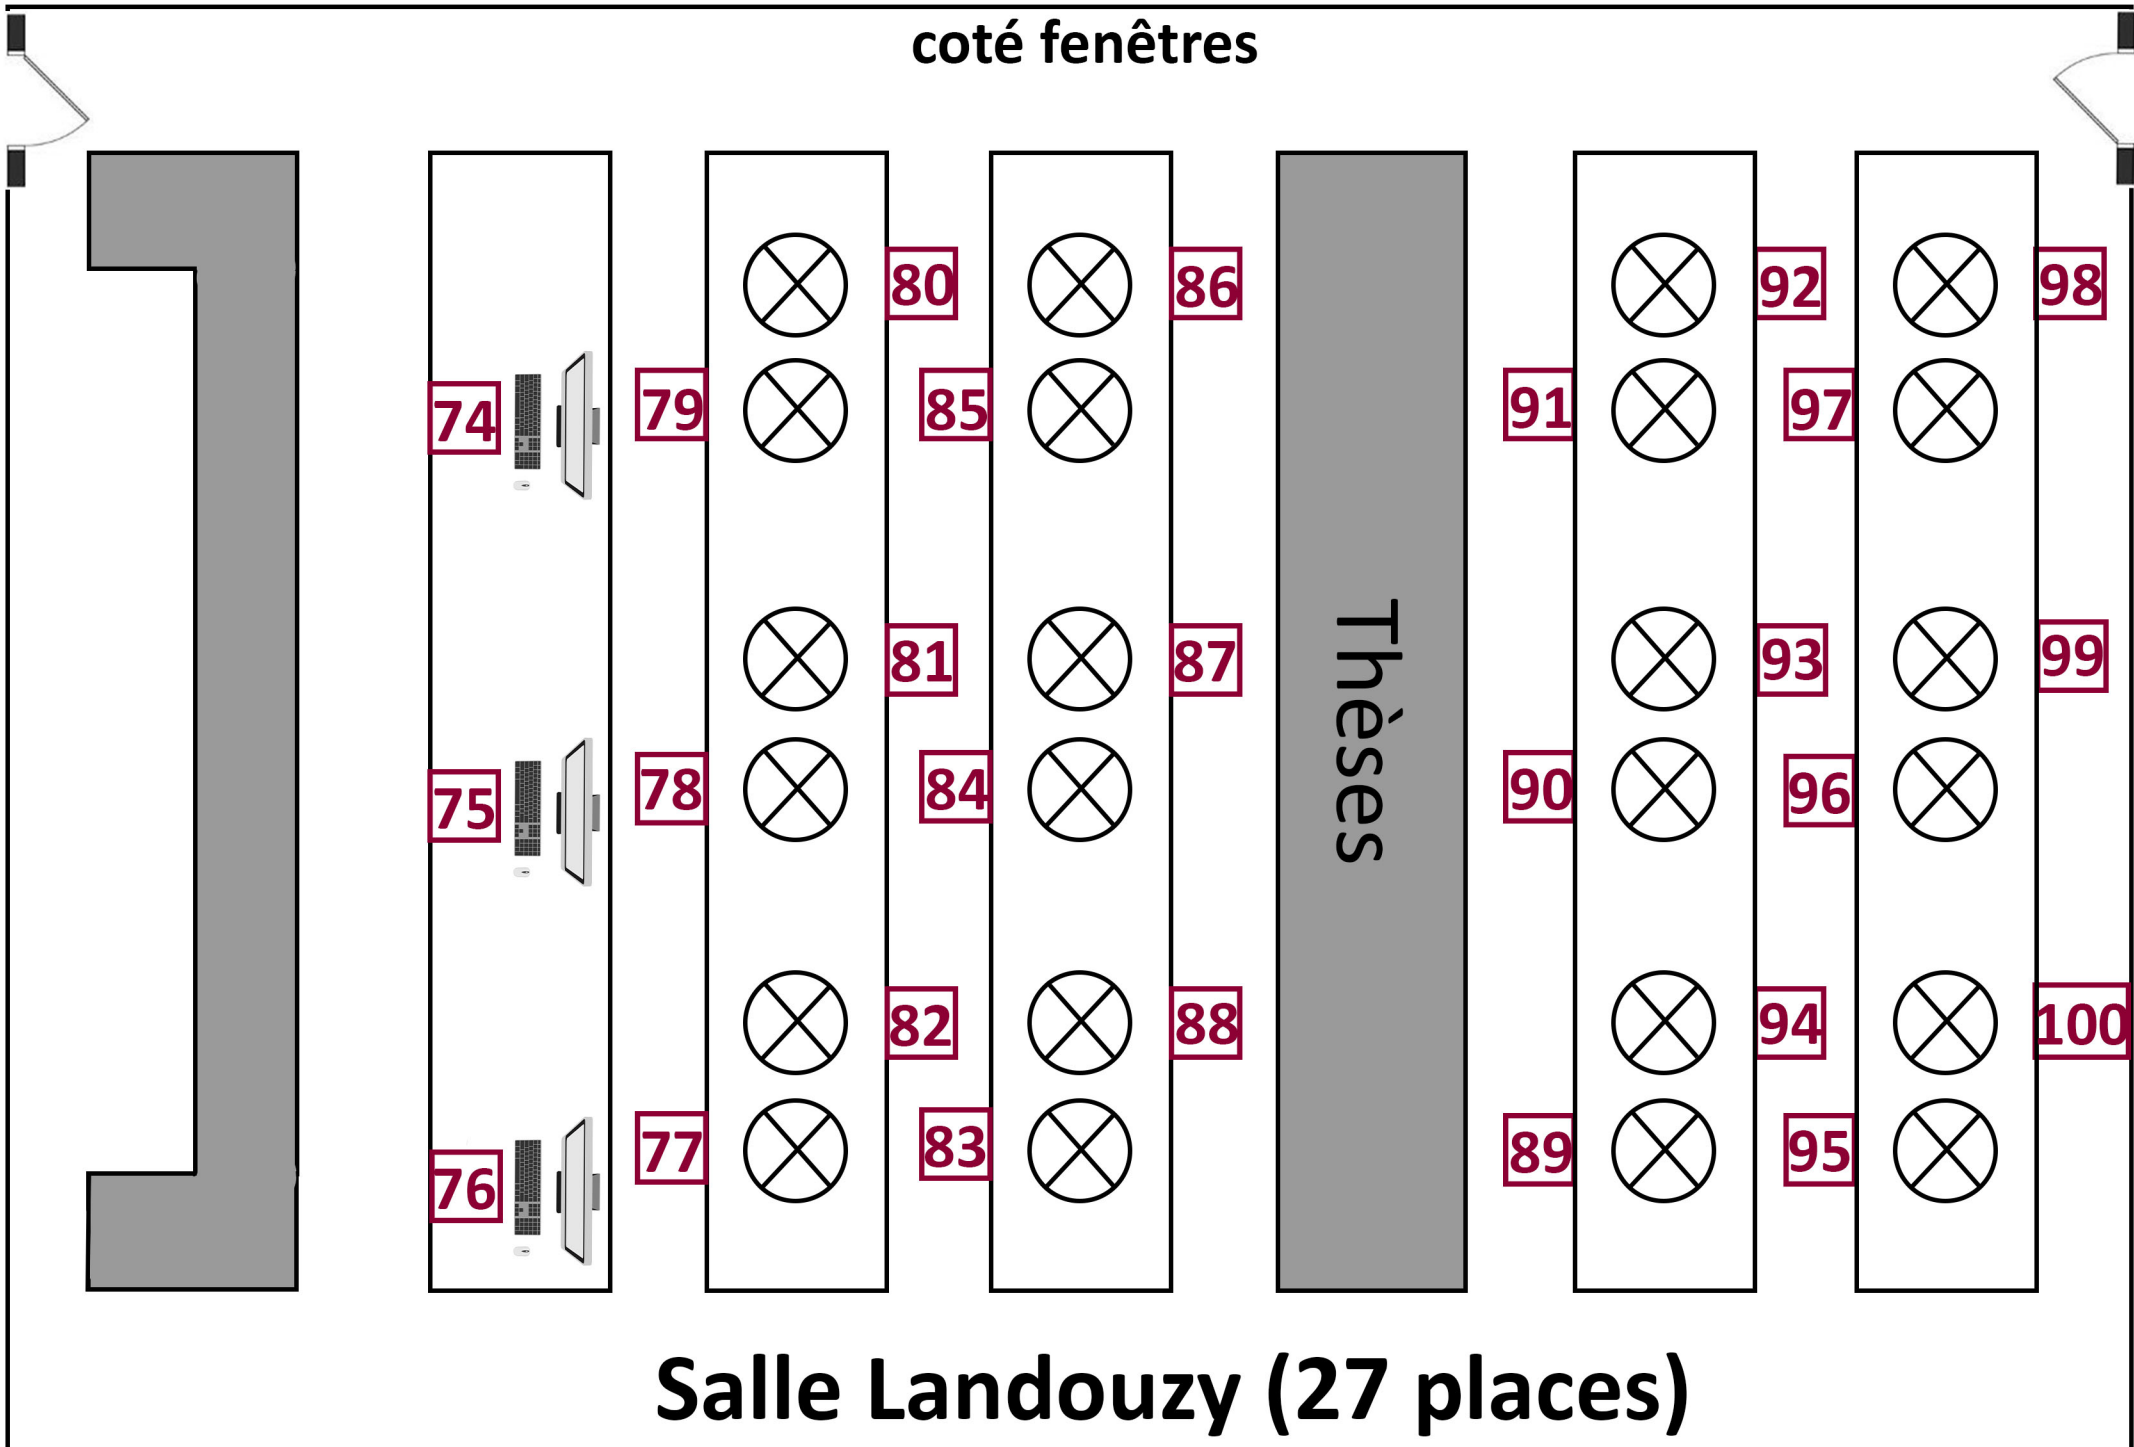 coté fenêtres
80 86 92 98
74 79 85 91 97
81 87 93 99
75 78 84 90 96
Thèses
82 88 94 100
76 77 83 89 95
Salle Landouzy (27 places)